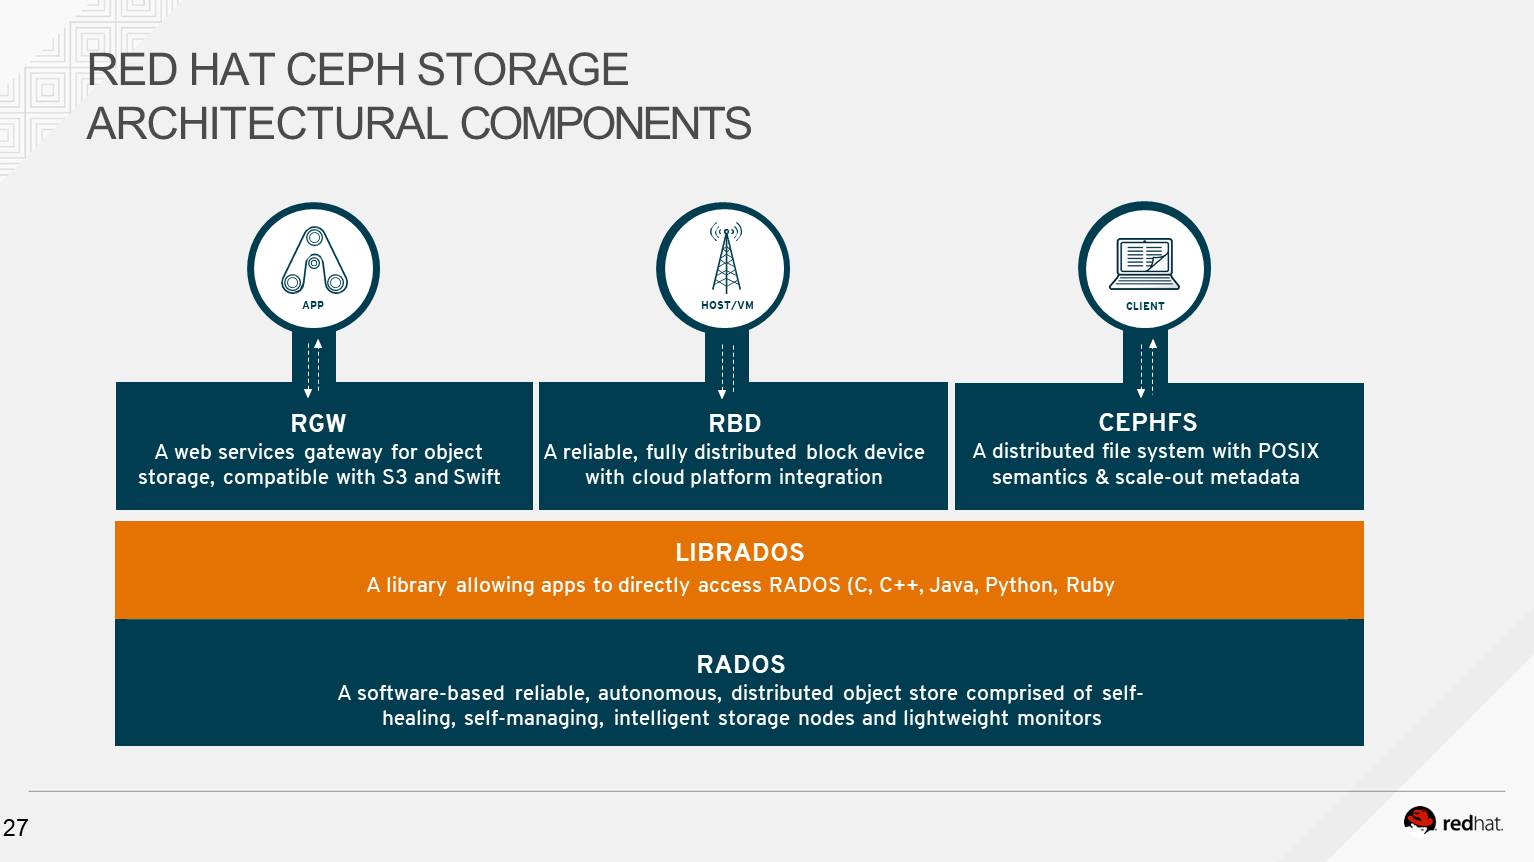 RED HAT CEPH STORAGE
ARCHITECTURAL COMPONENTS
APP
HOST/VM
CLIENT
RGW
A web services gateway for object
storage, compatible with S3 and Swift
RBD
A reliable, fully distributed block device
with cloud platform integration
CEPHFS
A distributed file system with POSIX
semantics & scale-out metadata
LIBRADOS
A library allowing apps to directly access RADOS (C, C++, Java, Python, Ruby
RADOS
A software-based reliable, autonomous, distributed object store comprised of self-
healing, self-managing, intelligent storage nodes and lightweight monitors
27
redhat.